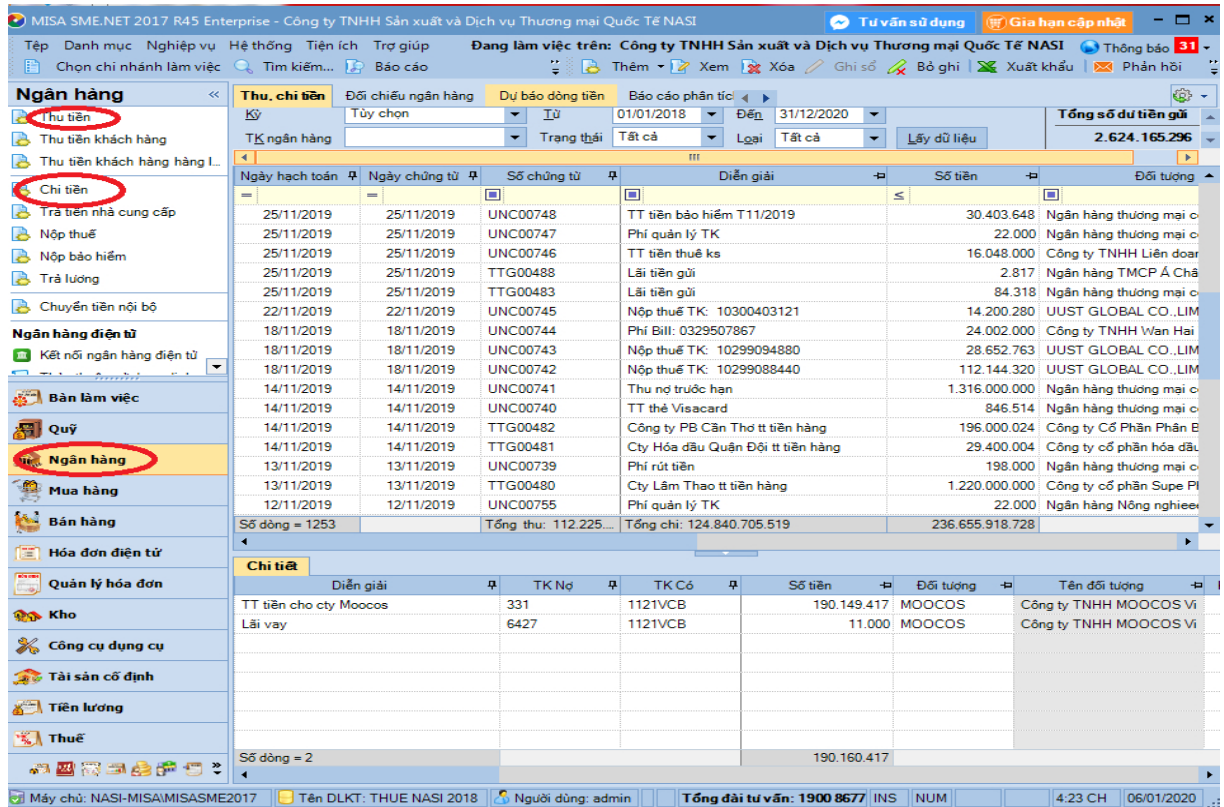 MISA SME.NET 2017 R45 Enterprise - Công ty TNHH Sản xuất và Dịch vụ Thương mại Quốc Tế NASI Tư vấn sử dụng Gia hạn cập nhật
Tệp Danh mục Nghiệp vụ Hệ thống Tiện ích Trợ giúp Đang làm việc trên: Công ty TNHH Sản xuất và Dịch vụ Thương mại Quốc Tế NASI Thông báo 31
Chọn chi nhánh làm việc Tìm kiếm... Báo cáo Thêm Xem Xóa Ghi sổ Bỏ ghi Xuất khẩu Phản hồi
Ngân hàng
Thu tiền
Thu tiền khách hàng
Thu tiền khách hàng hàng l...
Chi tiền
Trả tiền nhà cung cấp
Nộp thuế
Nộp bảo hiểm
Trả lương
Chuyển tiền nội bộ
Ngân hàng điện tử
Kết nối ngân hàng điện tử
Bàn làm việc
Quỹ
Ngân hàng
Mua hàng
Bán hàng
Hóa đơn điện tử
Quản lý hóa đơn
Kho
Công cụ dụng cụ
Tài sản cố định
Tiền lương
Thuế
Thu, chi tiền Đối chiếu ngân hàng Dự báo dòng tiền Báo cáo phân tíc
Kỳ Tùy chọn Từ 01/01/2018 Đến 31/12/2020 Tổng số dư tiền gửi
TK ngân hàng Trạng thái Tất cả Loại Tất cả Lấy dữ liệu 2.624.165.296
Ngày hạch toán Ngày chứng từ Số chứng từ Diễn giải Số tiền Đối tượng
= = ≤
25/11/2019 25/11/2019 UNC00748 TT tiền bảo hiểm T11/2019 30.403.648 Ngân hàng thương mại c
25/11/2019 25/11/2019 UNC00747 Phí quản lý TK 22.000 Ngân hàng thương mại c
25/11/2019 25/11/2019 UNC00746 TT tiền thuê ks 16.048.000 Công ty TNHH Liên doar
25/11/2019 25/11/2019 TTG00488 Lãi tiền gửi 2.817 Ngân hàng TMCP Á Châ
25/11/2019 25/11/2019 TTG00483 Lãi tiền gửi 84.318 Ngân hàng thương mại c
22/11/2019 22/11/2019 UNC00745 Nộp thuế TK: 10300403121 14.200.280 UUST GLOBAL CO.,LIM
18/11/2019 18/11/2019 UNC00744 Phí Bill: 0329507867 24.002.000 Công ty TNHH Wan Hai
18/11/2019 18/11/2019 UNC00743 Nộp thuế TK: 10299094880 28.652.763 UUST GLOBAL CO.,LIM
18/11/2019 18/11/2019 UNC00742 Nộp thuế TK: 10299088440 112.144.320 UUST GLOBAL CO.,LIM
14/11/2019 14/11/2019 UNC00741 Thu nợ trước hạn 1.316.000.000 Ngân hàng thương mại c
14/11/2019 14/11/2019 UNC00740 TT thẻ Visacard 846.514 Ngân hàng thương mại c
14/11/2019 14/11/2019 TTG00482 Công ty PB Cần Thơ tt tiền hàng 196.000.024 Công ty Cổ Phần Phân B
14/11/2019 14/11/2019 TTG00481 Cty Hóa dầu Quận Đội tt tiền hàng 29.400.004 Công ty cổ phần hóa dầu
13/11/2019 13/11/2019 UNC00739 Phí rút tiền 198.000 Ngân hàng thương mại c
13/11/2019 13/11/2019 TTG00480 Cty Lâm Thao tt tiền hàng 1.220.000.000 Công ty cổ phần Supe P
12/11/2019 12/11/2019 UNC00755 Phí quản lý TK 22.000 Ngân hàng Nông nghiee
Số dòng = 1253 Tổng thu: 112.225... Tổng chi: 124.840.705.519 236.655.918.728
Chi tiết
Diễn giải TK Nợ TK Có Số tiền Đối tượng Tên đối tượng
TT tiền cho cty Moocos 331 1121VCB 190.149.417 MOOCOS Công ty TNHH MOOCOS Vi
Lãi vay 6427 1121VCB 11.000 MOOCOS Công ty TNHH MOOCOS Vi
Số dòng = 2 190.160.417
Máy chủ: NASI-MISA\MISASME2017 Tên DLKT: THUE NASI 2018 Người dùng: admin Tổng đài tư vấn: 1900 8677 INS NUM 4:23 CH 06/01/2020